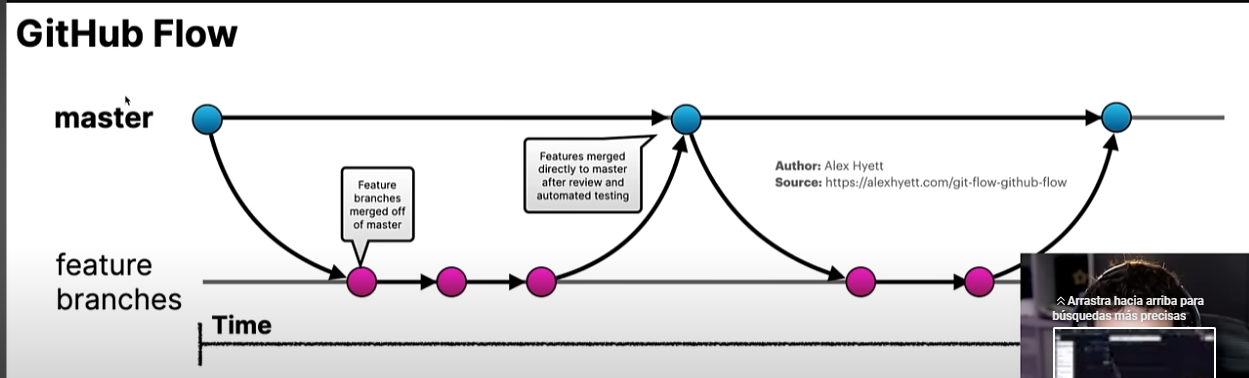 GitHub Flow
master
Features merged
directly to master
after review and
automated testing
Author: Alex Hyett
Source: https://alexhyett.com/git-flow-github-flow
Feature
branches
merged off
of master
feature
branches
Time
Arrastra hacia arriba para
búsquedas más precisas